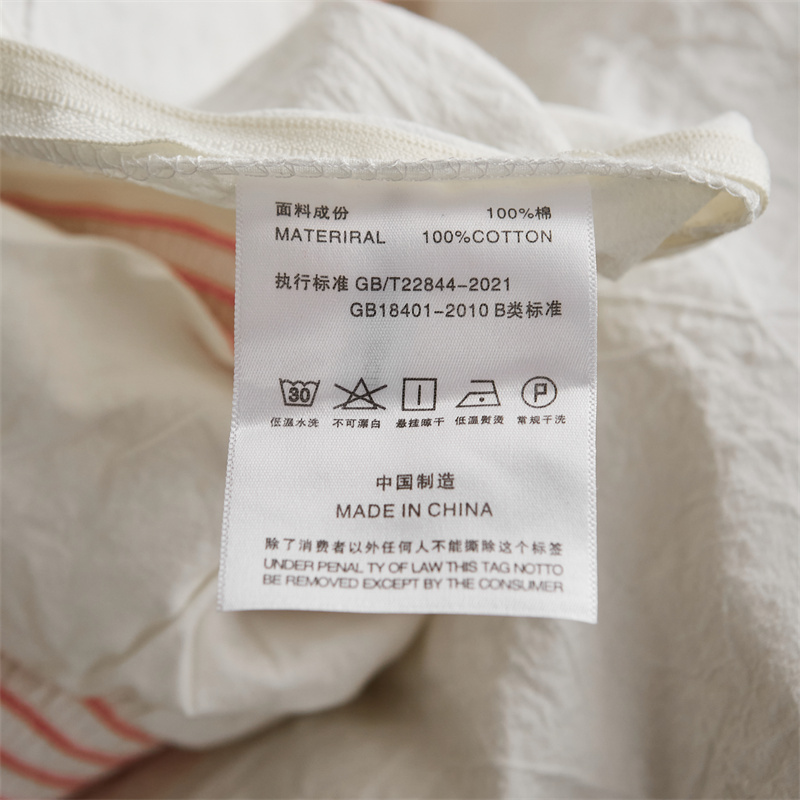 面料成份 100%棉
MATERIRAL 100%COTTON
执行标准 GB/T22844-2021
GB18401-2010 B类标准
30 P
低温水洗 不可漂白 悬挂晾干 低温熨烫 常规干洗
中国制造
MADE IN CHINA
除了消费者以外任何人不能撕除这个标签
UNDER PENAL TY OF LAW THIS TAG NOTTO
BE REMOVED EXCEPT BY THE CONSUMER